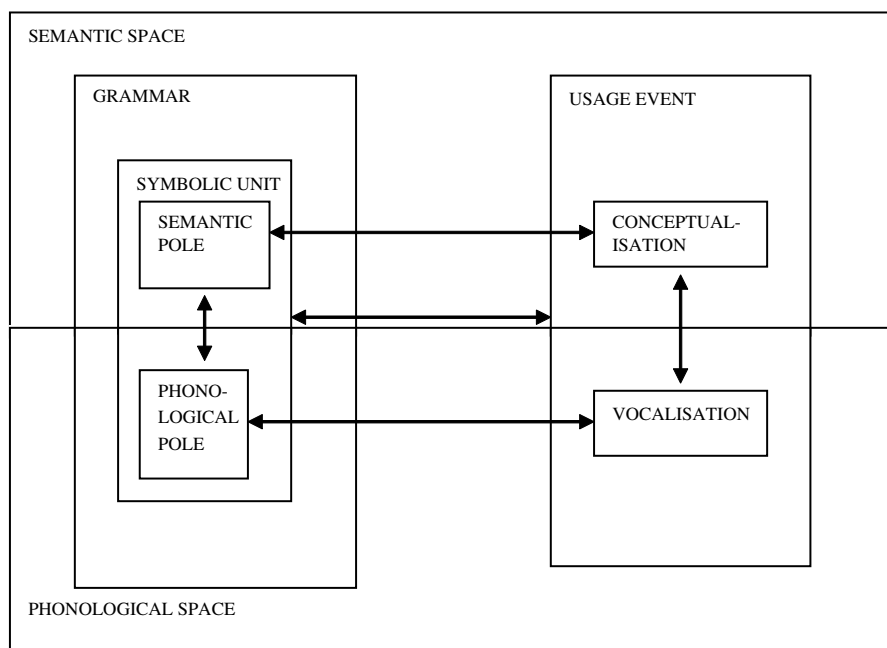 SEMANTIC SPACE
GRAMMAR
USAGE EVENT
SYMBOLIC UNIT
SEMANTIC
POLE
CONCEPTUAL-
ISATION
PHONO-
LOGICAL
POLE
VOCALISATION
PHONOLOGICAL SPACE